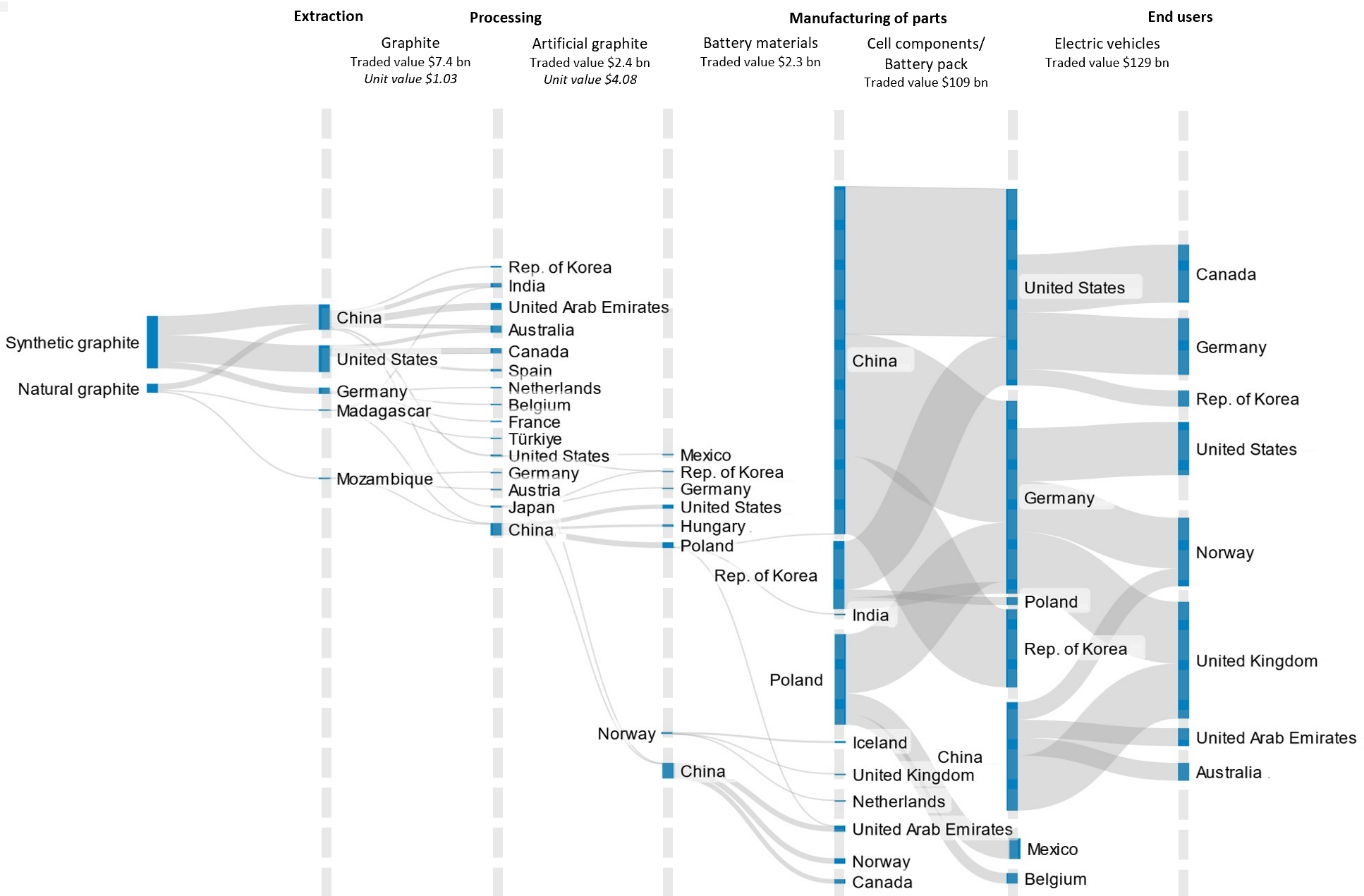 Extraction
Processing
Manufacturing of parts
End users
Graphite
Traded value $7.4 bn
Unit value $1.03
Artificial graphite
Traded value $2.4 bn
Unit value $4.08
Battery materials
Traded value $2.3 bn
Cell components/
Battery pack
Traded value $109 bn
Electric vehicles
Traded value $129 bn
Synthetic graphite
Natural graphite
China
United States
Germany
Madagascar
Mozambique
Rep. of Korea
India
United Arab Emirates
Australia
Canada
Spain
Netherlands
Belgium
France
Türkiye
United States
Germany
Austria
Japan
China
Mexico
Rep. of Korea
Germany
United States
Hungary
Poland
Norway
China
China
Rep. of Korea
India
Poland
Iceland
United Kingdom
Netherlands
United Arab Emirates
Norway
Canada
United States
Germany
Poland
Rep. of Korea
China
Mexico
Belgium
Canada
Germany
Rep. of Korea
United States
Norway
United Kingdom
United Arab Emirates
Australia